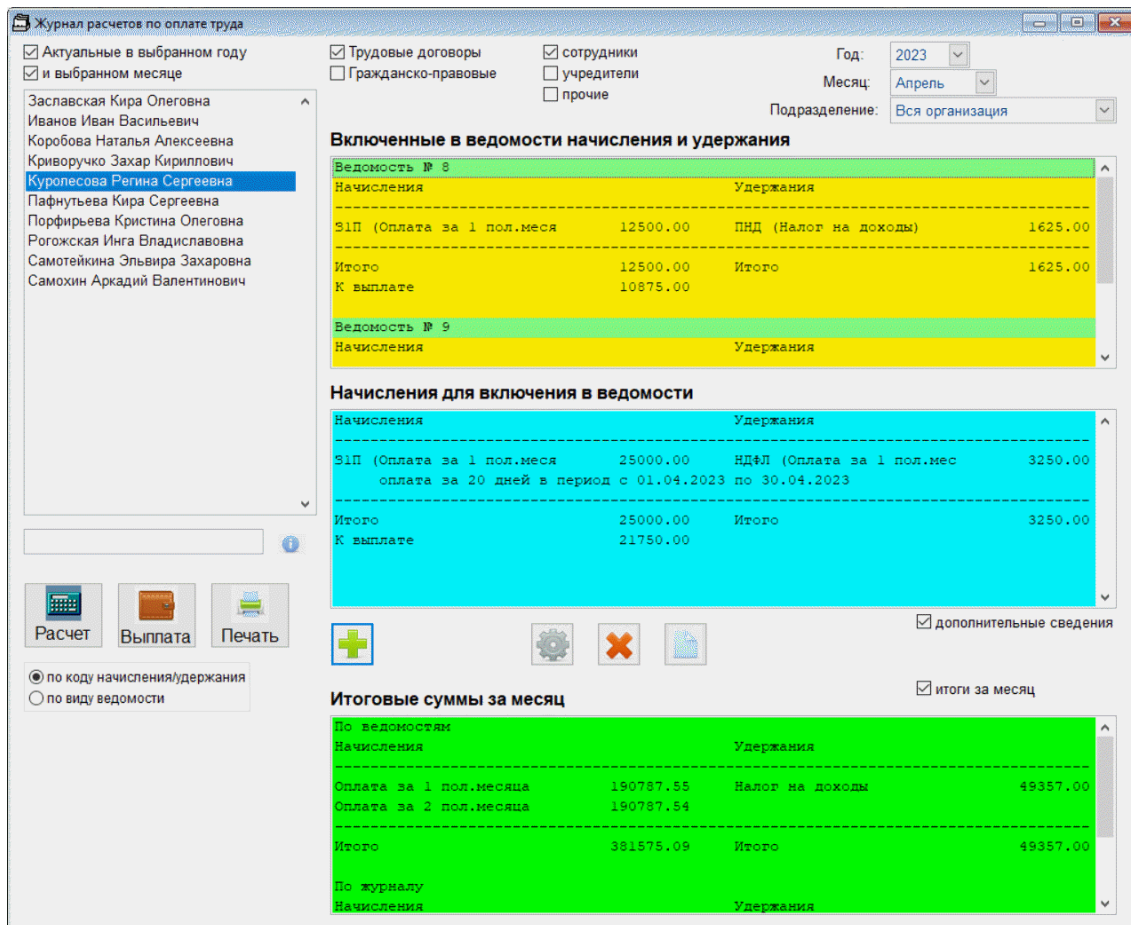 Журнал расчетов по оплате труда
Актуальные в выбранном году
и выбранном месяце
Трудовые договоры
Гражданско-правовые
сотрудники
учредители
прочие
Год: 2023
Месяц: Апрель
Подразделение: Вся организация
Заславская Кира Олеговна
Иванов Иван Васильевич
Коробова Наталья Алексеевна
Криворучко Захар Кириллович
Куролесова Регина Сергеевна
Пафнутьева Кира Сергеевна
Порфирьева Кристина Олеговна
Рогожская Инга Владиславовна
Самотейкина Эльвира Захаровна
Самохин Аркадий Валентинович
Расчет
Выплата
Печать
по коду начисления/удержания
по виду ведомости
Включенные в ведомости начисления и удержания
Ведомость № 8
Начисления Удержания
З1П (Оплата за 1 пол.меся 12500.00 ПНД (Налог на доходы) 1625.00
Итого 12500.00 Итого 1625.00
К выплате 10875.00
Ведомость № 9
Начисления Удержания
Начисления для включения в ведомости
Начисления Удержания
З1П (Оплата за 1 пол.меся 25000.00 НДФЛ (Оплата за 1 пол.мес 3250.00
оплата за 20 дней в период с 01.04.2023 по 30.04.2023
Итого 25000.00 Итого 3250.00
К выплате 21750.00
дополнительные сведения
итоги за месяц
Итоговые суммы за месяц
По ведомостям
Начисления Удержания
Оплата за 1 пол.месяца 190787.55 Налог на доходы 49357.00
Оплата за 2 пол.месяца 190787.54
Итого 381575.09 Итого 49357.00
По журналу
Начисления Удержания